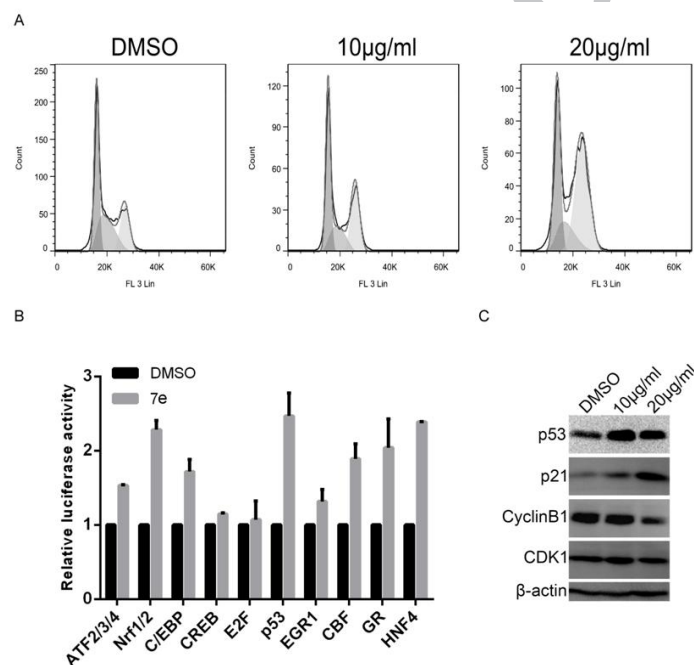 A
DMSO
10µg/ml
20µg/ml
250
200
150
100
50
0
Count
0 20K 40K 60K
FL 3 Lin
120
90
60
30
0
Count
0 20K 40K 60K
FL 3 Lin
100
80
60
40
20
0
Count
0 20K 40K 60K
FL 3 Lin
B
Relative luciferase activity
3
2
1
0
DMSO
7e
ATF2/3/4
Nrf1/2
C/EBP
CREB
E2F
p53
EGR1
CBF
GR
HNF4
C
DMSO
10µg/ml
20µg/ml
p53
p21
CyclinB1
CDK1
β-actin